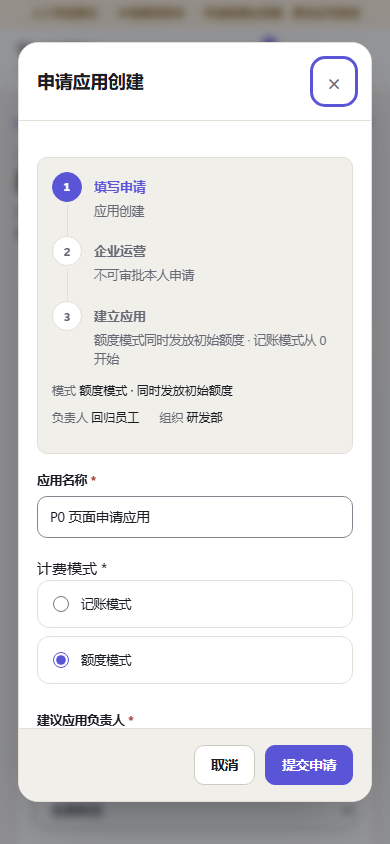 申请应用创建
×
1 填写申请
应用创建
2 企业运营
不可审批本人申请
3 建立应用
额度模式同时发放初始额度 · 记账模式从 0
开始
模式 额度模式 · 同时发放初始额度
负责人 回归员工 组织 研发部
应用名称 *
P0 页面申请应用
计费模式 *
记账模式
额度模式
建议应用负责人 *
取消 提交申请